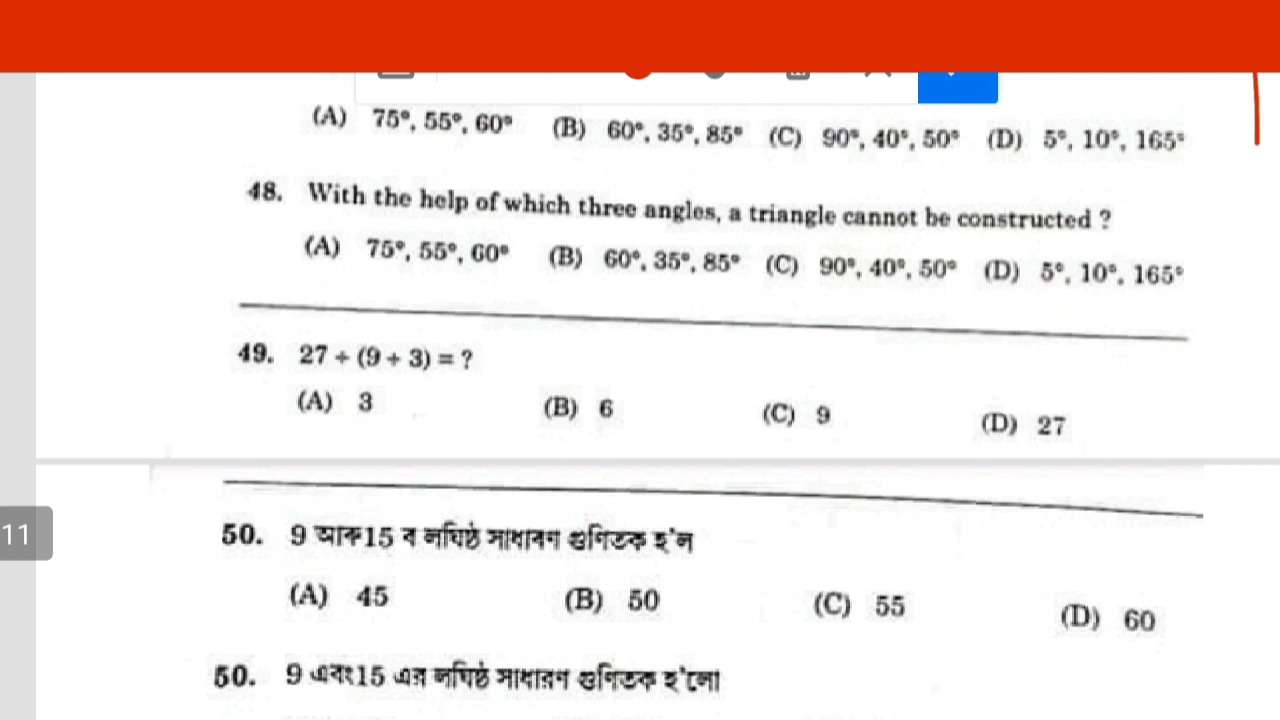 (A) 75°, 55°, 60° (B) 60°, 35°, 85° (C) 90°, 40°, 50° (D) 5°, 10°, 165°
48. With the help of which three angles, a triangle cannot be constructed ?
(A) 75°, 55°, 60° (B) 60°, 35°, 85° (C) 90°, 40°, 50° (D) 5°, 10°, 165°
49. 27 ÷ (9 ÷ 3) = ?
(A) 3 (B) 6 (C) 9 (D) 27
11
50. 9 আৰু15 ৰ লঘিষ্ঠ সাধাৰণ গুণিতক হ'ল
(A) 45 (B) 50 (C) 55 (D) 60
50. 9 এবং15 এর লঘিষ্ঠ সাধারণ গুণিতক হ'লো